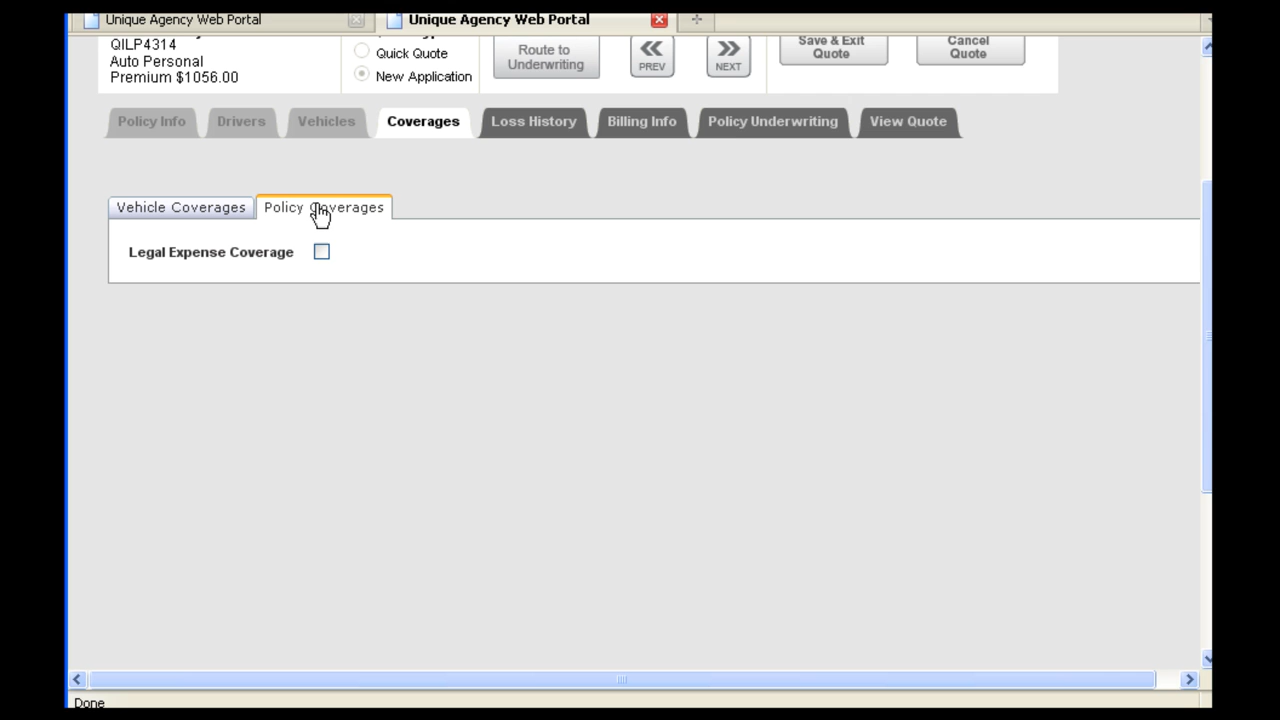 Unique Agency Web Portal
Unique Agency Web Portal
QILP4314
Auto Personal
Premium $1056.00
Quick Quote
New Application
Route to
Underwriting
PREV
NEXT
Save & Exit
Quote
Cancel
Quote
Policy Info
Drivers
Vehicles
Coverages
Loss History
Billing Info
Policy Underwriting
View Quote
Vehicle Coverages
Policy Coverages
Legal Expense Coverage
Done